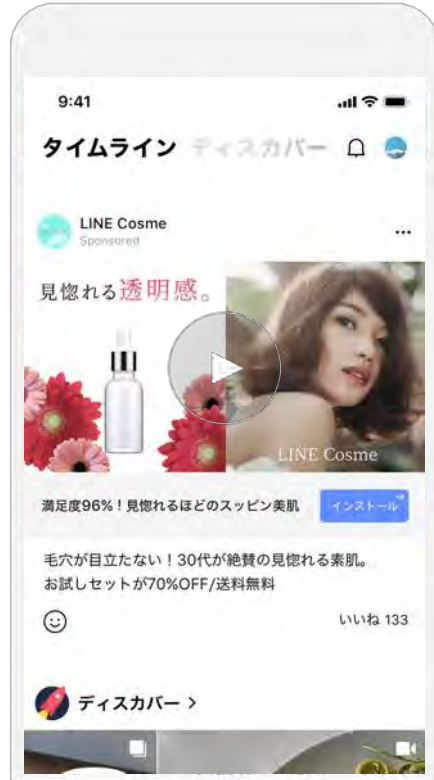 9:41
タイムライン ディスカバー
LINE Cosme
Sponsored
見惚れる透明感。
LINE Cosme
満足度96%！見惚れるほどのスッピン美肌
インストール
毛穴が目立たない！30代が絶賛の見惚れる素肌。
お試しセットが70%OFF/送料無料
いいね 133
ディスカバー >